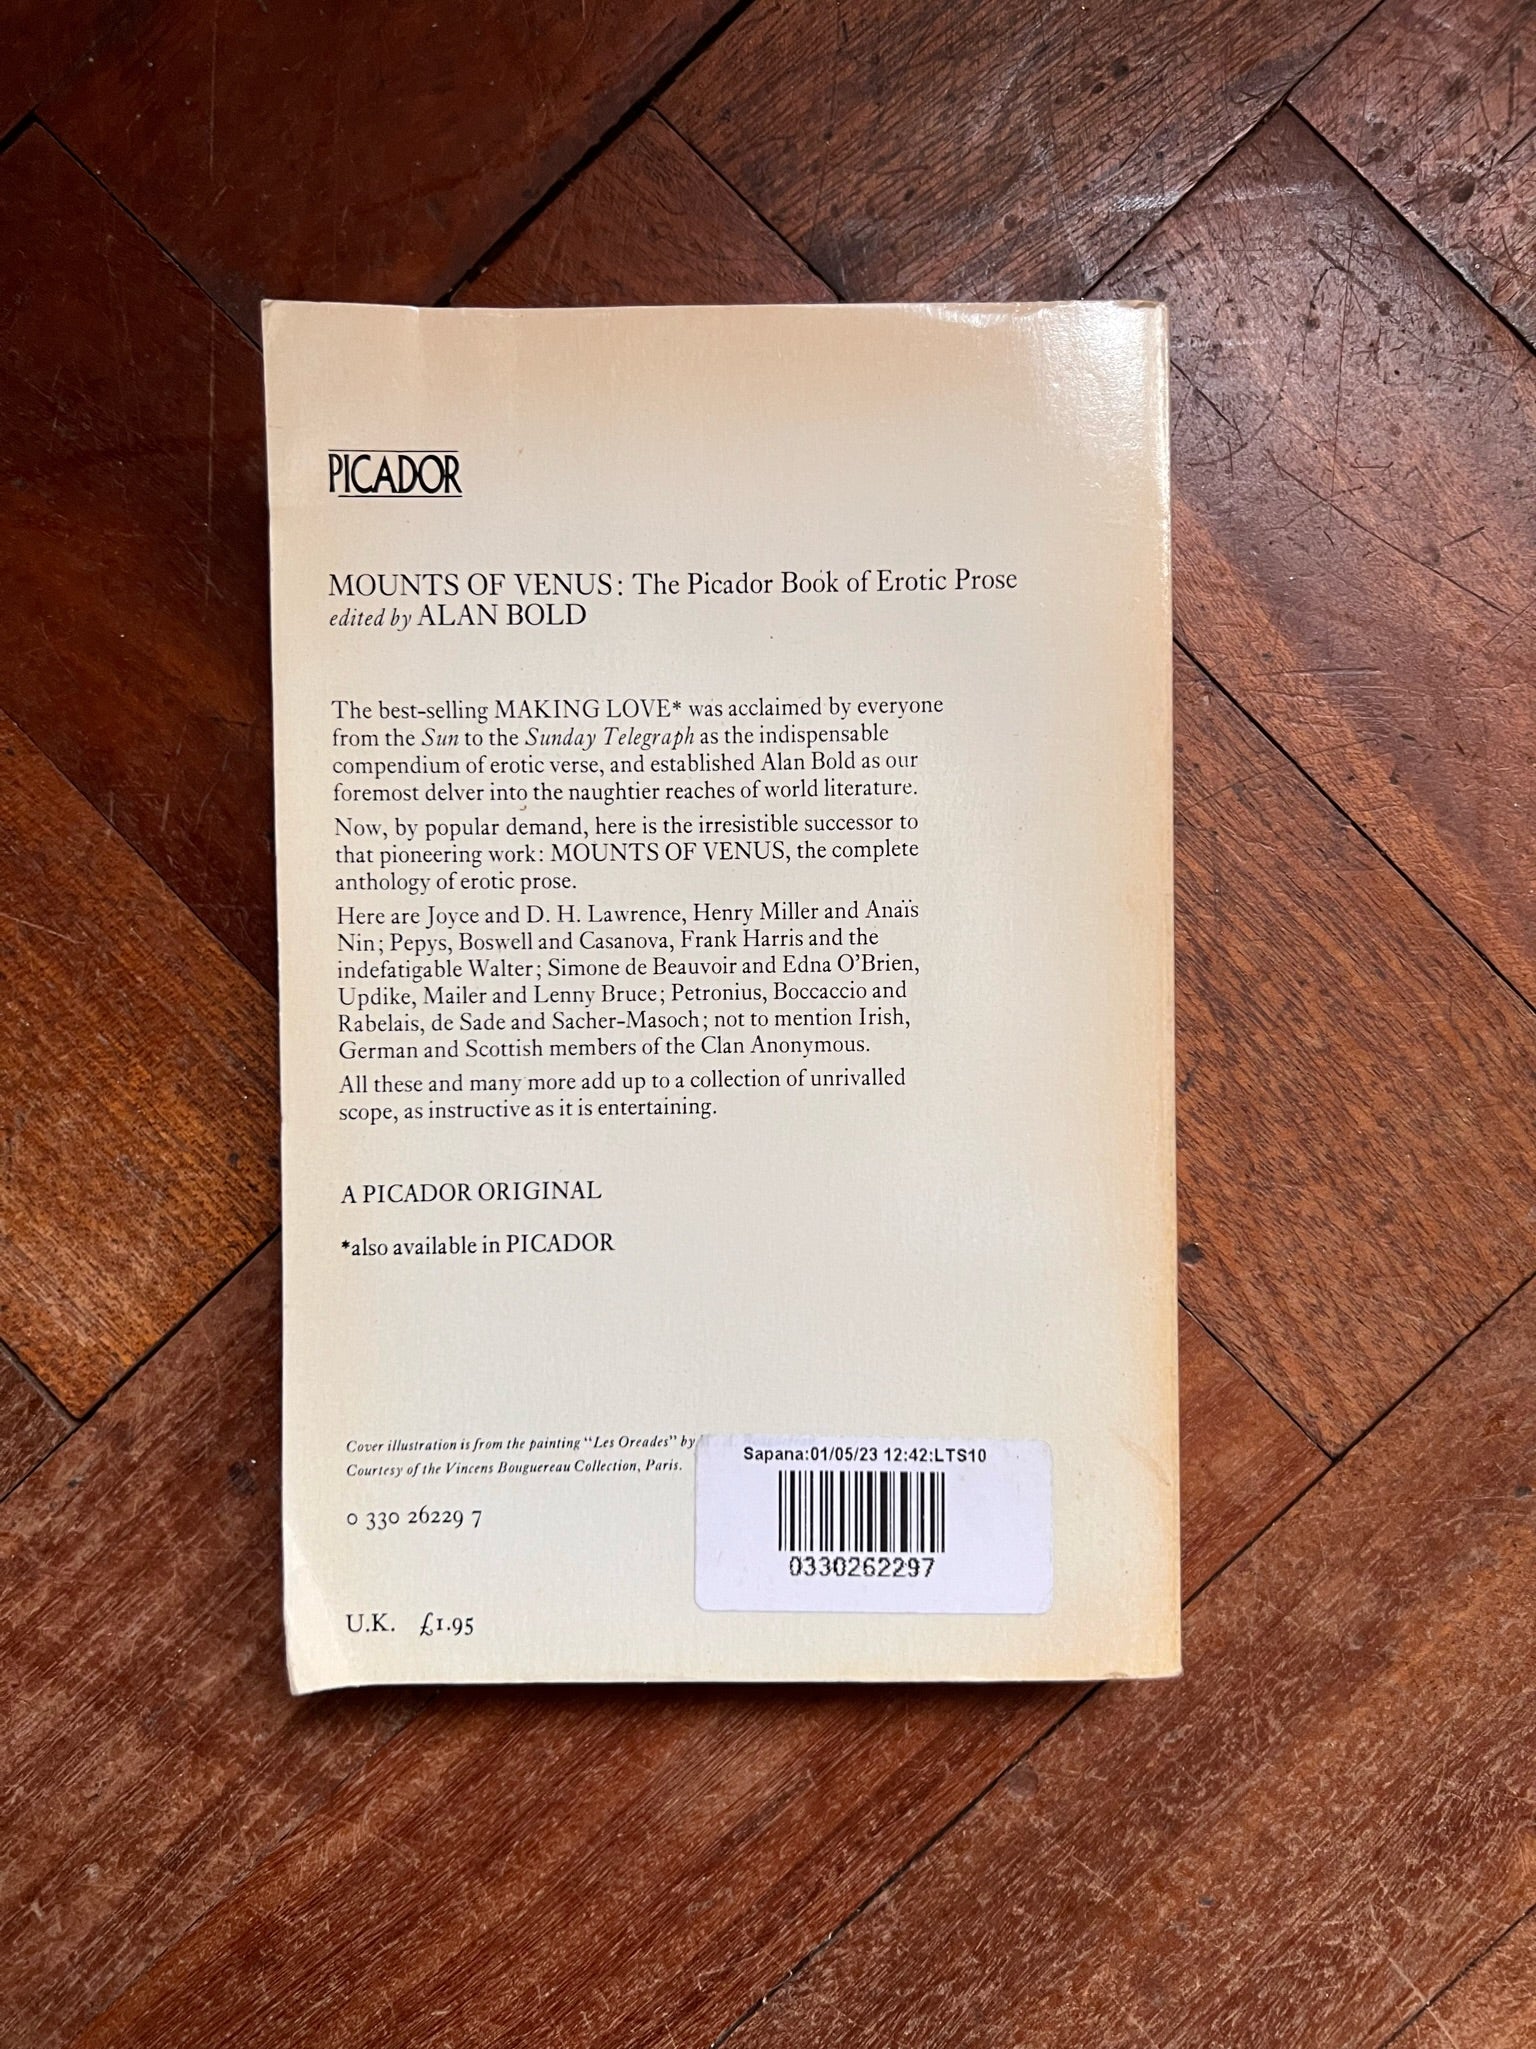 PICADOR
MOUNTS OF VENUS: The Picador Book of Erotic Prose
edited by ALAN BOLD
The best-selling MAKING LOVE* was acclaimed by everyone
from the Sun to the Sunday Telegraph as the indispensable
compendium of erotic verse, and established Alan Bold as our
foremost delver into the naughtier reaches of world literature.
Now, by popular demand, here is the irresistible successor to
that pioneering work: MOUNTS OF VENUS, the complete
anthology of erotic prose.
Here are Joyce and D. H. Lawrence, Henry Miller and Anaïs
Nin; Pepys, Boswell and Casanova, Frank Harris and the
indefatigable Walter; Simone de Beauvoir and Edna O'Brien,
Updike, Mailer and Lenny Bruce; Petronius, Boccaccio and
Rabelais, de Sade and Sacher-Masoch; not to mention Irish,
German and Scottish members of the Clan Anonymous.
All these and many more add up to a collection of unrivalled
scope, as instructive as it is entertaining.
A PICADOR ORIGINAL
*also available in PICADOR
Cover illustration is from the painting "Les Oreades" by
Courtesy of the Vincens Bouguereau Collection, Paris.
0 330 26229 7
U.K. £1.95
Sapana:01/05/23 12:42:LTS10
0330262297